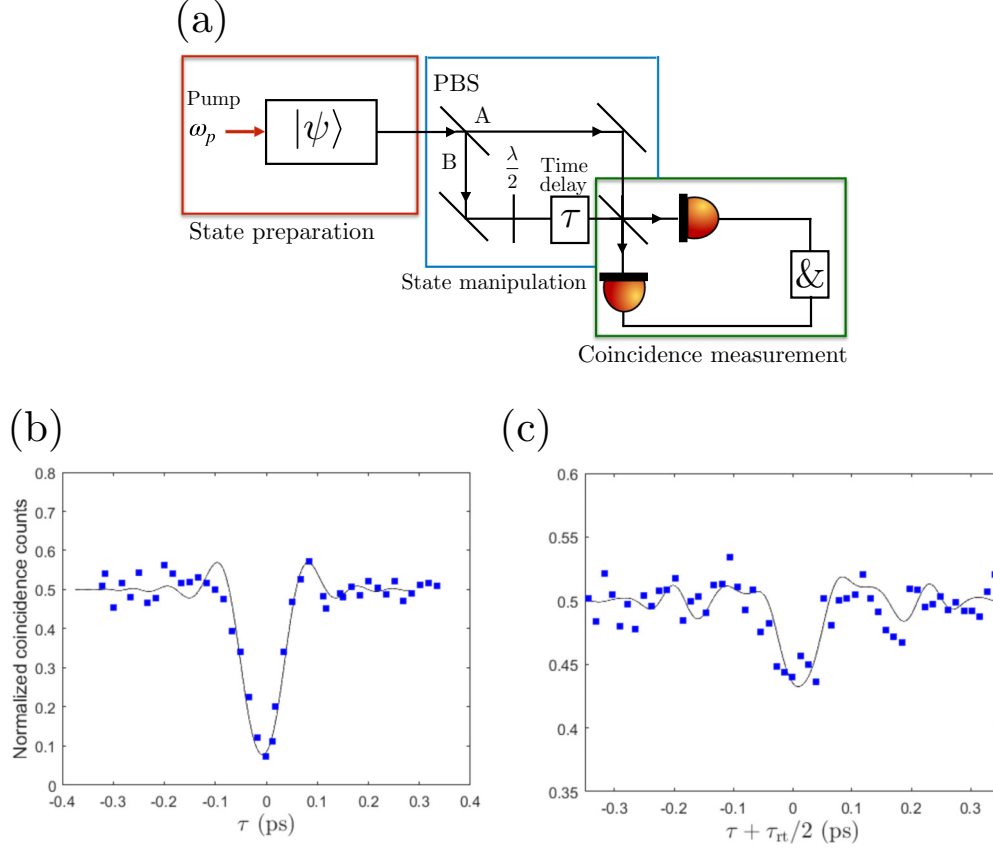 (a)
PBS
A
Pump
ω_p
|ψ⟩
B
λ/2
Time
delay
τ
&
State preparation
State manipulation
Coincidence measurement
(b)
(c)
Normalized coincidence counts
0.8
0.7
0.6
0.5
0.4
0.3
0.2
0.1
0
-0.4 -0.3 -0.2 -0.1 0 0.1 0.2 0.3 0.4
τ (ps)
0.6
0.55
0.5
0.45
0.4
0.35
-0.3 -0.2 -0.1 0 0.1 0.2 0.3
τ + τ_rt/2 (ps)